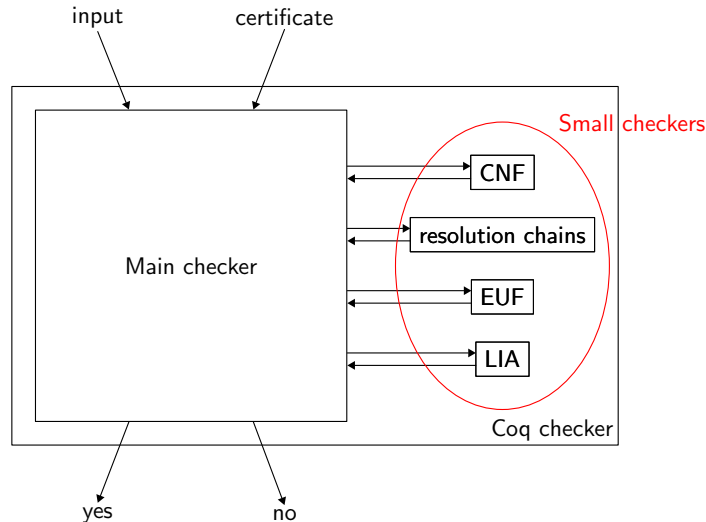 input
certificate
Small checkers
CNF
resolution chains
Main checker
EUF
LIA
Coq checker
yes
no